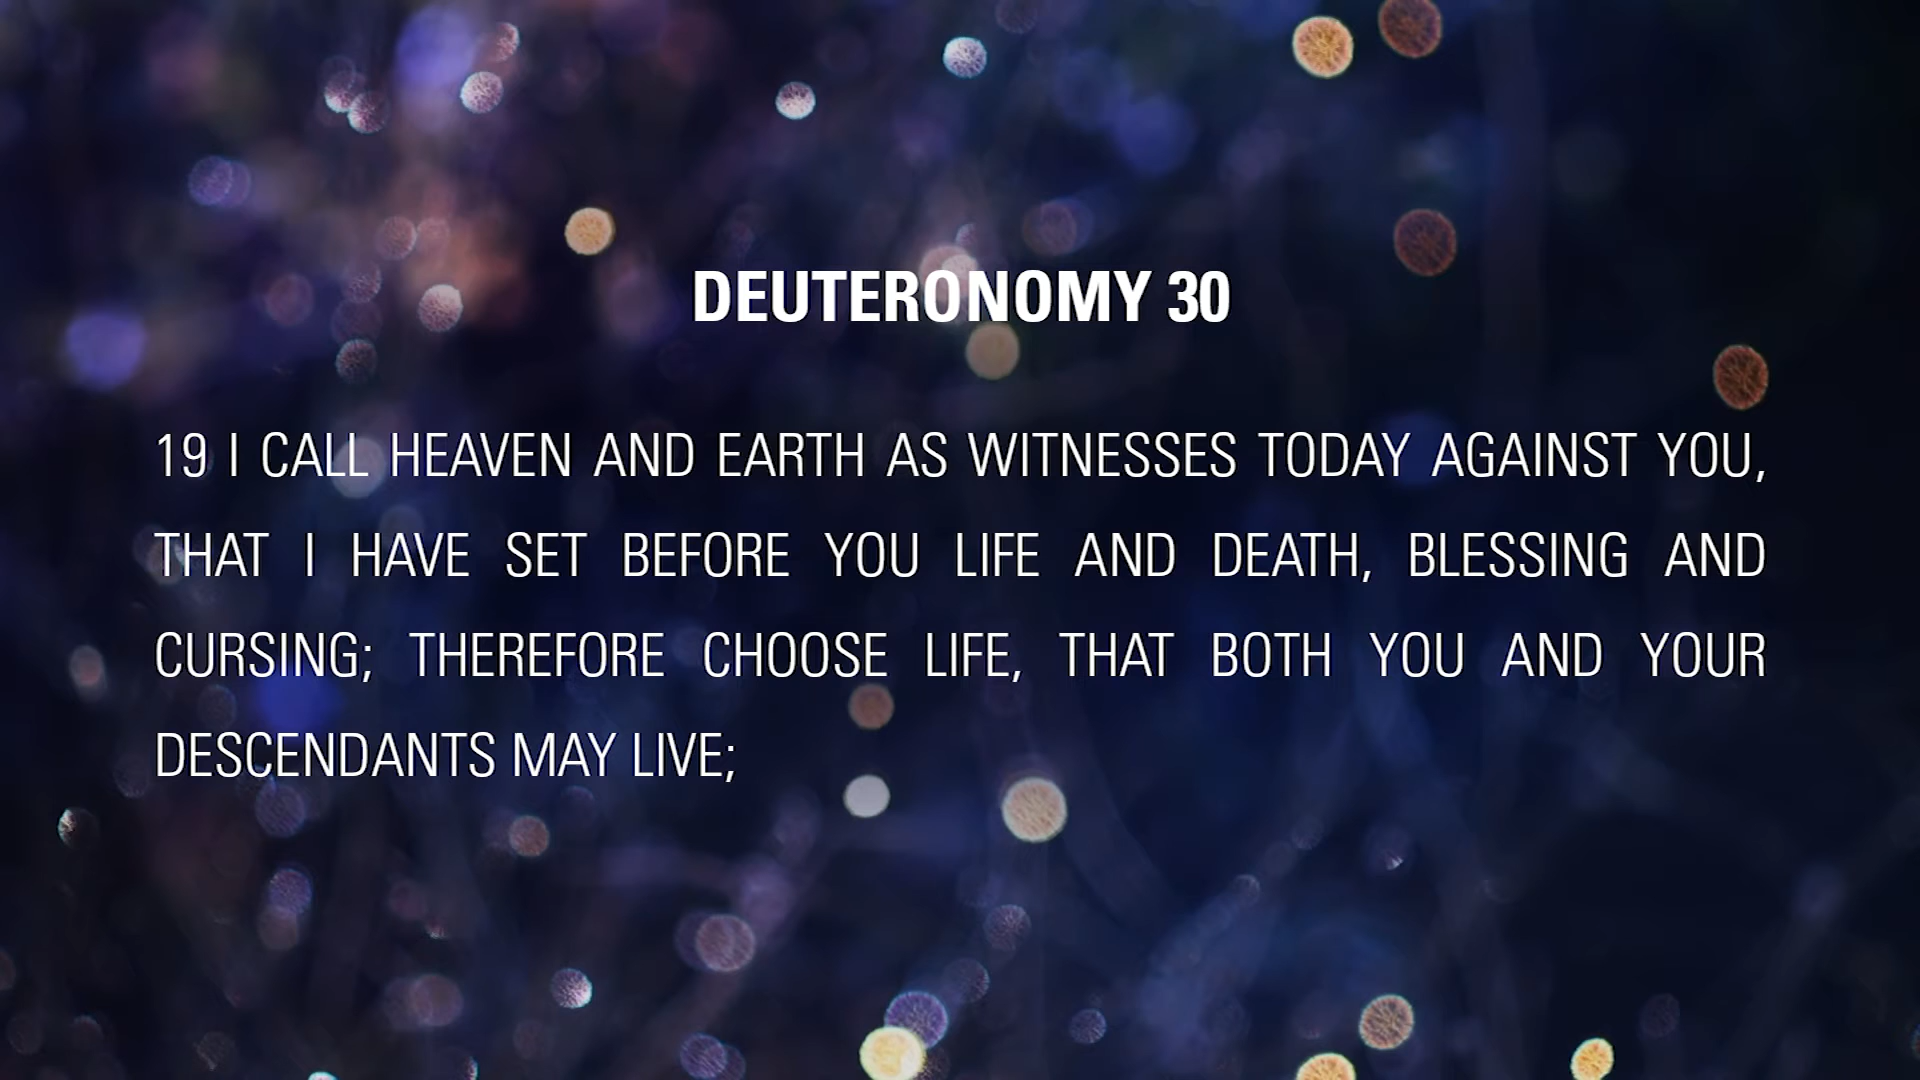 DEUTERONOMY 30
19 I CALL HEAVEN AND EARTH AS WITNESSES TODAY AGAINST YOU,
THAT I HAVE SET BEFORE YOU LIFE AND DEATH, BLESSING AND
CURSING; THEREFORE CHOOSE LIFE, THAT BOTH YOU AND YOUR
DESCENDANTS MAY LIVE;